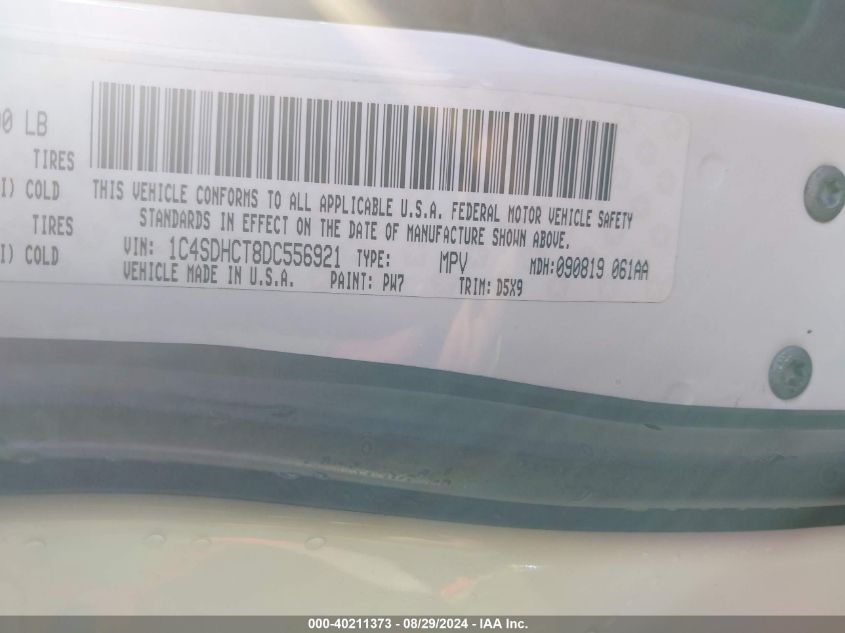 00 LB
TIRES
I) COLD
TIRES
I) COLD
THIS VEHICLE CONFORMS TO ALL APPLICABLE U.S.A. FEDERAL MOTOR VEHICLE SAFETY
STANDARDS IN EFFECT ON THE DATE OF MANUFACTURE SHOWN ABOVE.
VIN: 1C4SDHCT8DC556921 TYPE: MPV MDH:090819 061AA
VEHICLE MADE IN U.S.A. PAINT: PW7 TRIM: D5X9
000-40211373 - 08/29/2024 - IAAI Inc.